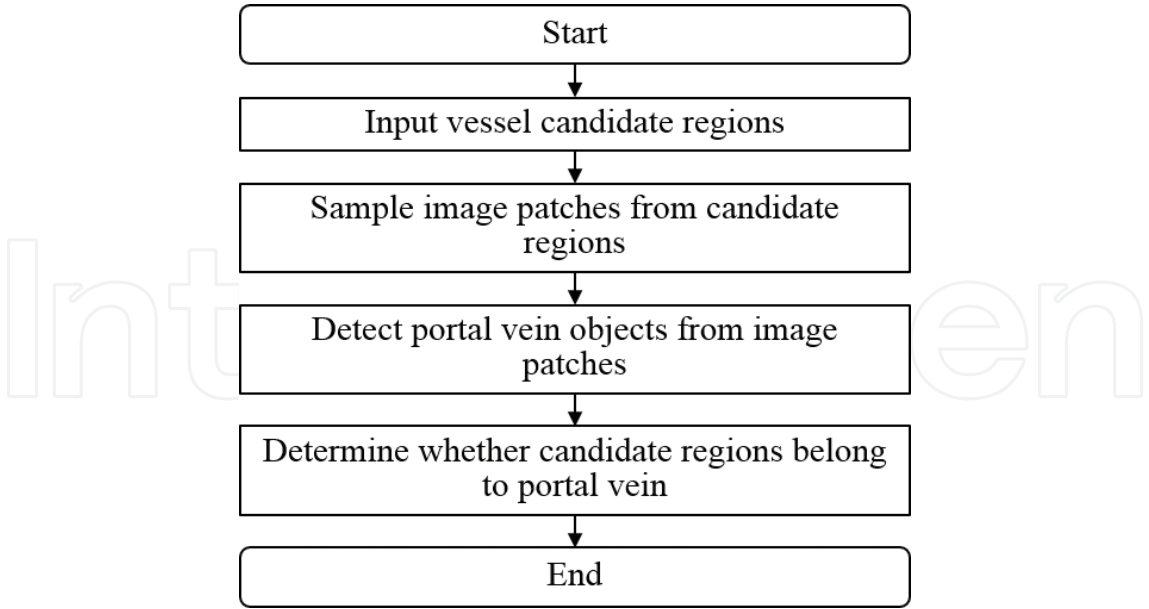 Start
Input vessel candidate regions
Sample image patches from candidate
regions
Detect portal vein objects from image
patches
Determine whether candidate regions belong
to portal vein
End